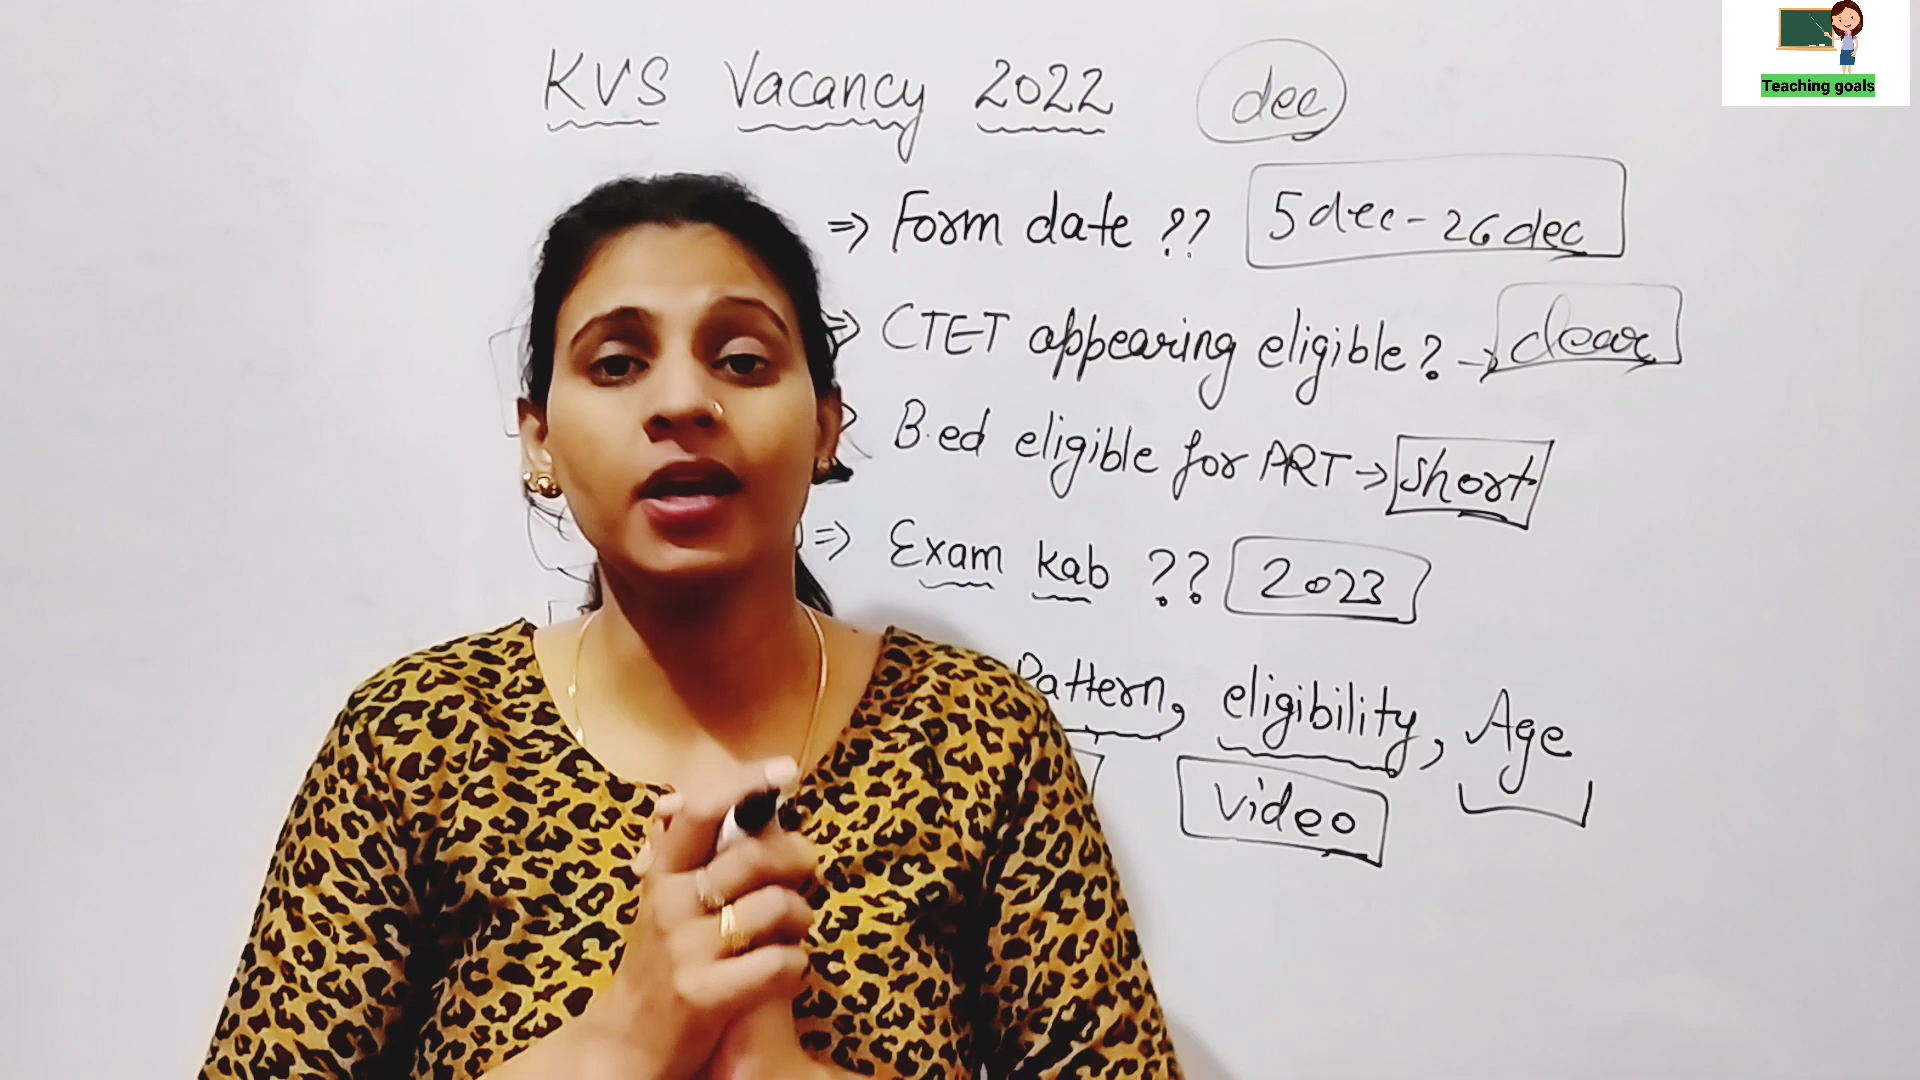 KVS Vacancy 2022 dec
Teaching goals
⇒ Form date ?? 5 dec - 26 dec
⇒ CTET appearing eligible ? → clear
B.ed eligible for ART → short
⇒ Exam kab ?? 2023
Pattern, eligibility, Age
video